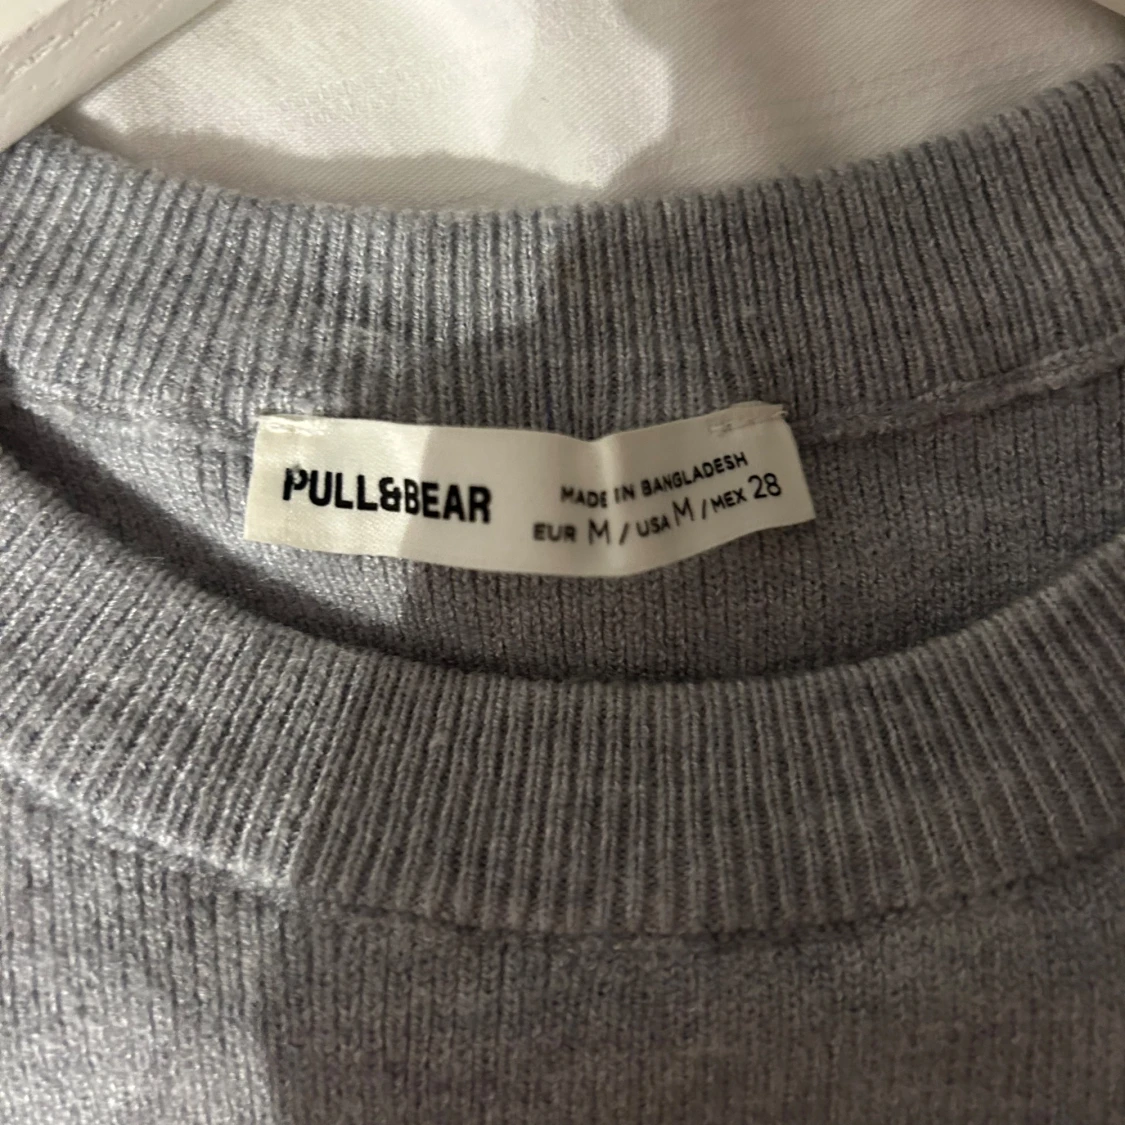 PULL&BEAR
MADE IN BANGLADESH
EUR M / USA M / MEX 28